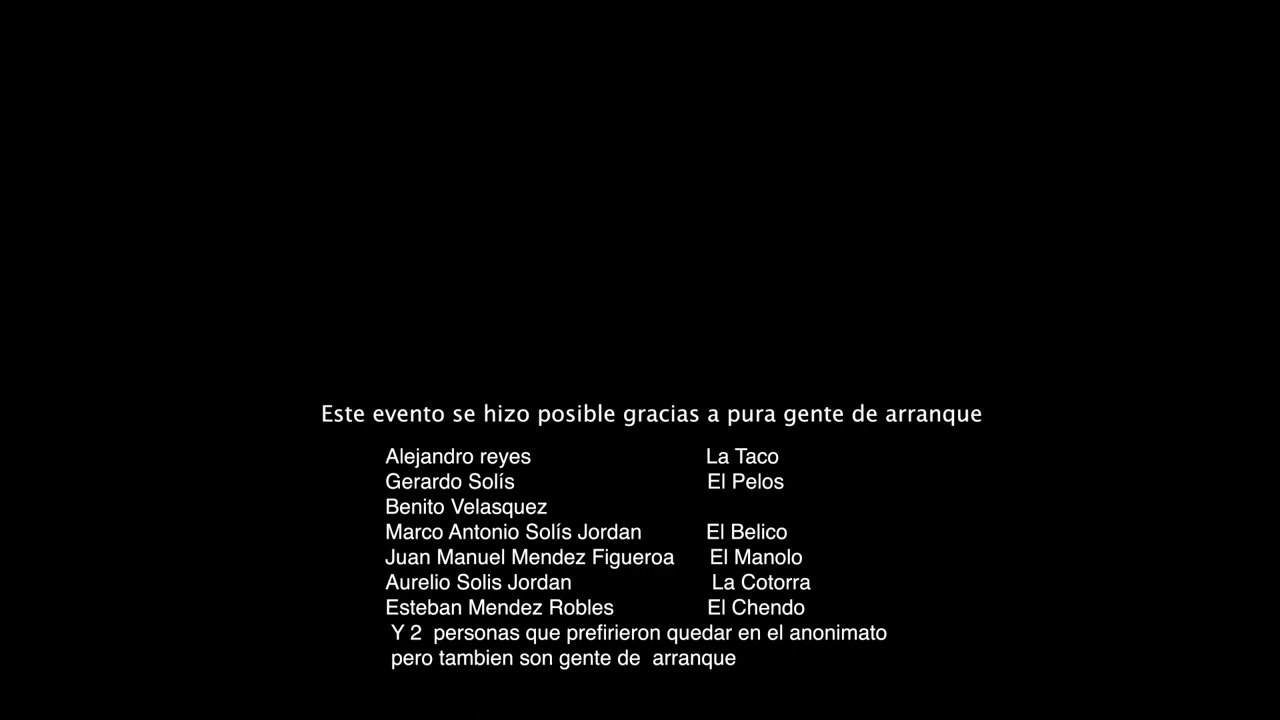 Este evento se hizo posible gracias a pura gente de arranque
Alejandro reyes La Taco
Gerardo Solís El Pelos
Benito Velasquez
Marco Antonio Solís Jordan El Belico
Juan Manuel Mendez Figueroa El Manolo
Aurelio Solis Jordan La Cotorra
Esteban Mendez Robles El Chendo
Y 2 personas que prefirieron quedar en el anonimato
pero tambien son gente de arranque